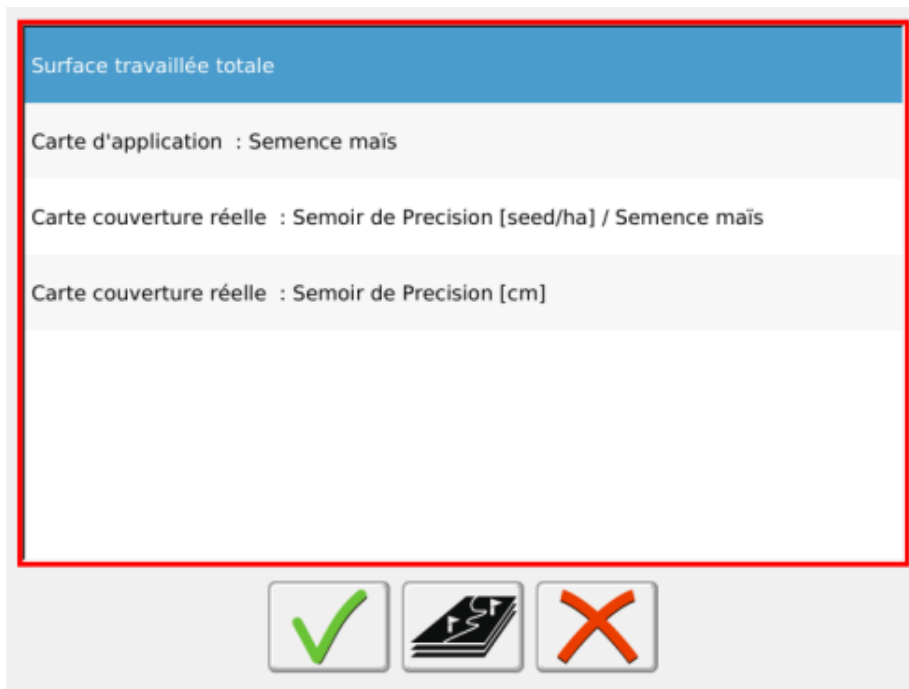 Surface travaillée totale
Carte d'application  : Semence maïs
Carte couverture réelle  : Semoir de Precision [seed/ha] / Semence maïs
Carte couverture réelle  : Semoir de Precision [cm]